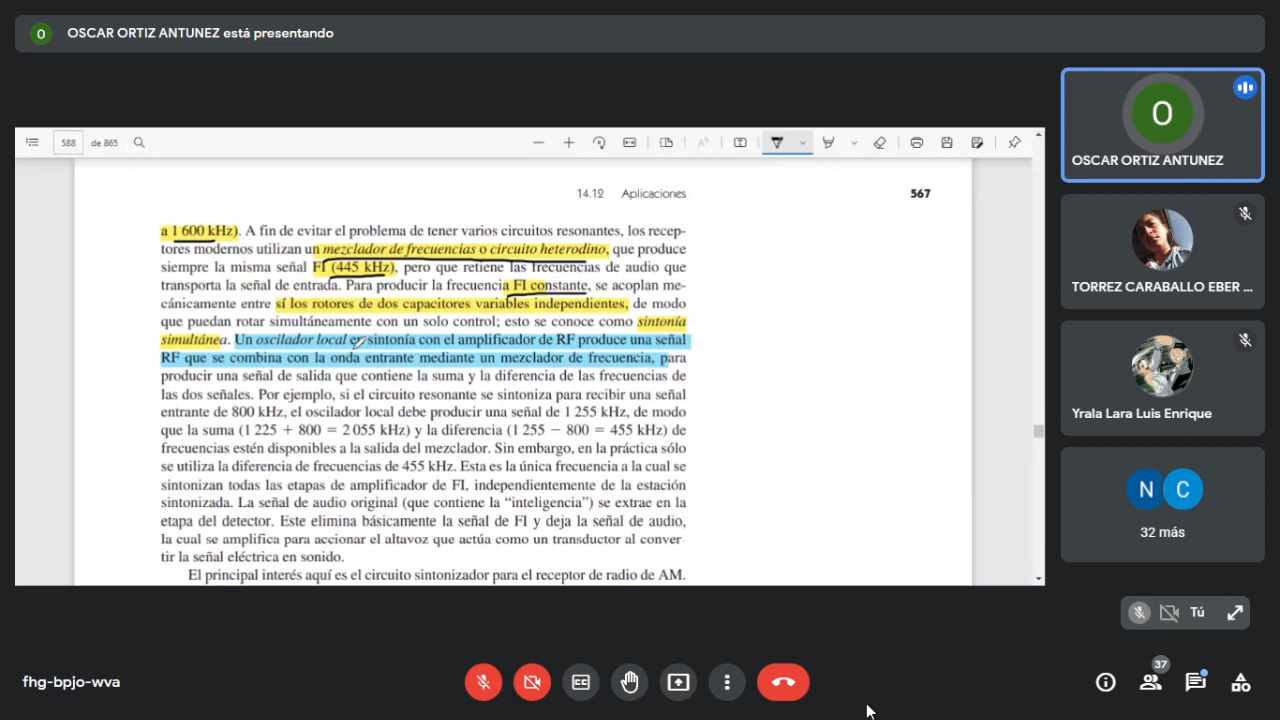 O OSCAR ORTIZ ANTUNEZ está presentando
588 de 865
14.12 Aplicaciones 567
a 1 600 kHz). A fin de evitar el problema de tener varios circuitos resonantes, los recep-
tores modernos utilizan un mezclador de frecuencias o circuito heterodino, que produce
siempre la misma señal FI (445 kHz), pero que retiene las frecuencias de audio que
transporta la señal de entrada. Para producir la frecuencia FI constante, se acoplan me-
cánicamente entre sí los rotores de dos capacitores variables independientes, de modo
que puedan rotar simultáneamente con un solo control; esto se conoce como sintonía
simultánea. Un oscilador local en sintonía con el amplificador de RF produce una señal
RF que se combina con la onda entrante mediante un mezclador de frecuencia, para
producir una señal de salida que contiene la suma y la diferencia de las frecuencias de
las dos señales. Por ejemplo, si el circuito resonante se sintoniza para recibir una señal
entrante de 800 kHz, el oscilador local debe producir una señal de 1 255 kHz, de modo
que la suma (1 225 + 800 = 2 055 kHz) y la diferencia (1 255 − 800 = 455 kHz) de
frecuencias estén disponibles a la salida del mezclador. Sin embargo, en la práctica sólo
se utiliza la diferencia de frecuencias de 455 kHz. Esta es la única frecuencia a la cual se
sintonizan todas las etapas de amplificador de FI, independientemente de la estación
sintonizada. La señal de audio original (que contiene la “inteligencia”) se extrae en la
etapa del detector. Este elimina básicamente la señal de FI y deja la señal de audio,
la cual se amplifica para accionar el altavoz que actúa como un transductor al conver-
tir la señal eléctrica en sonido.
El principal interés aquí es el circuito sintonizador para el receptor de radio de AM.
O
OSCAR ORTIZ ANTUNEZ
TORREZ CARABALLO EBER ...
Yrala Lara Luis Enrique
N C
32 más
Tú
fhg-bpjo-wva
37